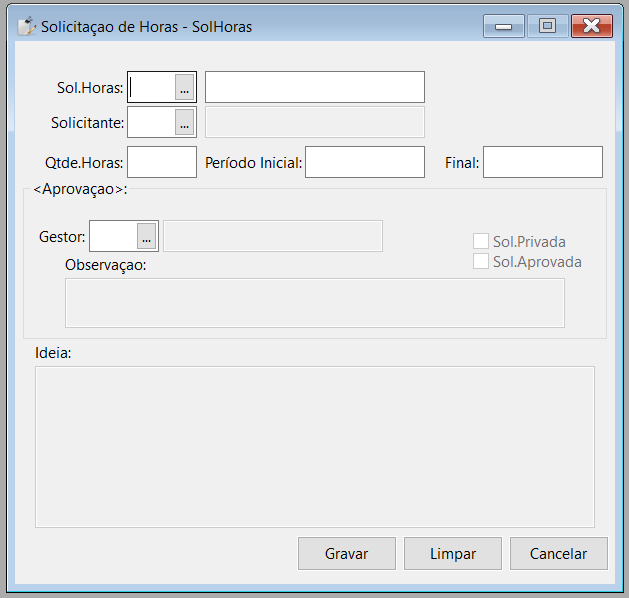 Solicitaçao de Horas - SolHoras
Sol.Horas: ...
Solicitante: ...
Qtde.Horas: Período Inicial: Final:
<Aprovaçao>:
Gestor: ...
Sol.Privada
Sol.Aprovada
Observaçao:
Ideia:
Gravar Limpar Cancelar